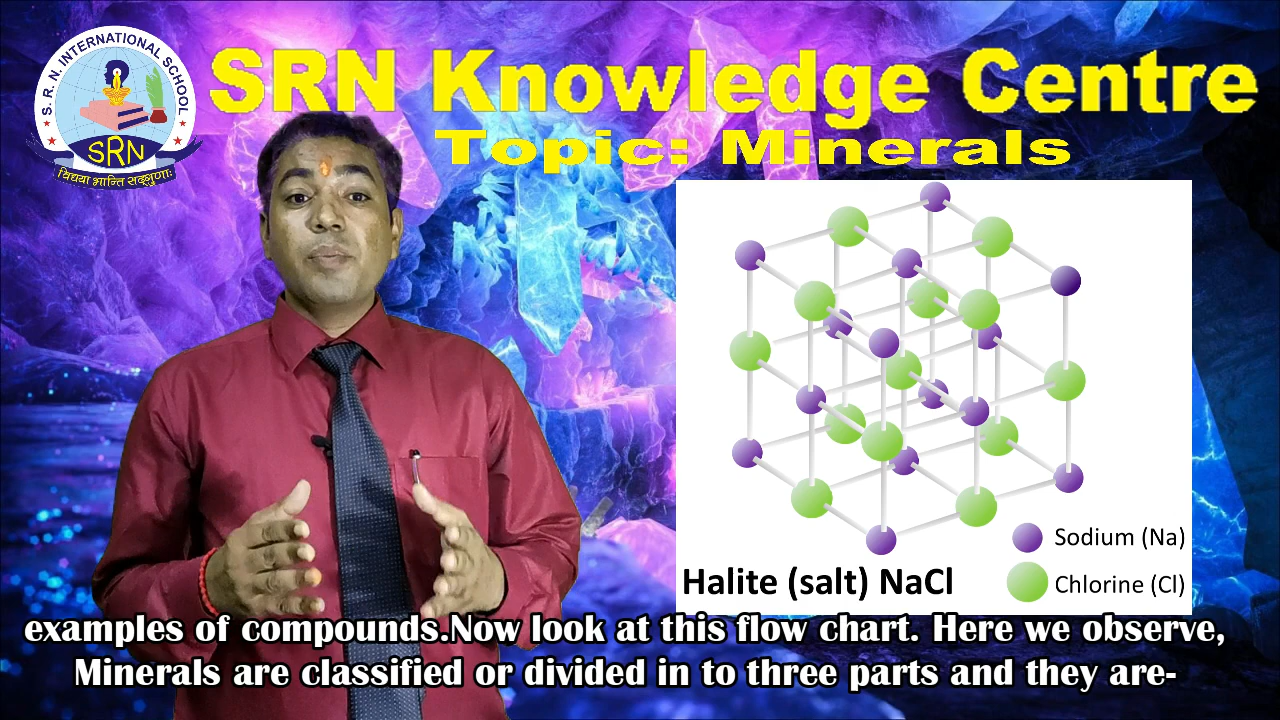 S. R. N. INTERNATIONAL SCHOOL
SRN
विद्यया भान्ति सद्गुणाः
SRN Knowledge Centre
Topic: Minerals
Sodium (Na)
Halite (salt) NaCl
Chlorine (Cl)
examples of compounds.Now look at this flow chart. Here we observe,
Minerals are classified or divided in to three parts and they are-